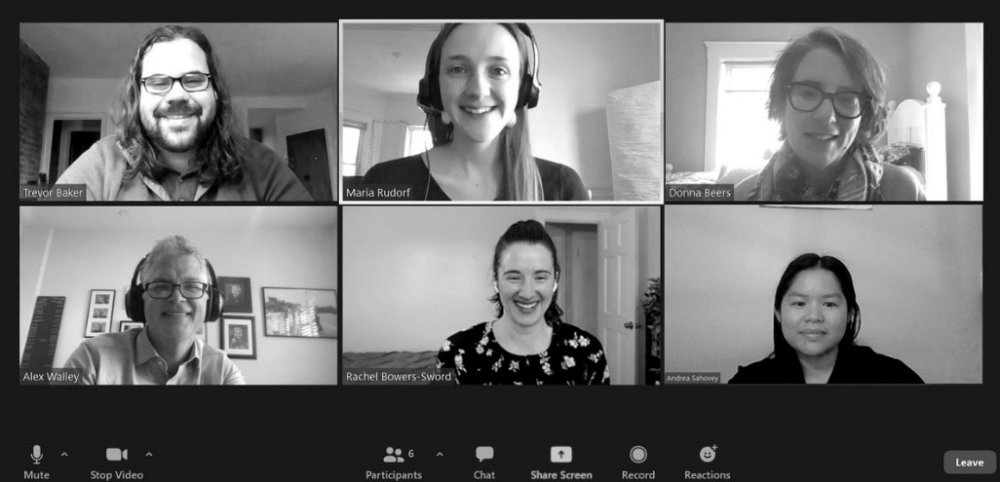 Trevor Baker
Maria Rudorf
Donna Beers
Alex Walley
Rachel Bowers-Sword
Andrea Sahovey
6
Mute
Stop Video
Participants
Chat
Share Screen
Record
Reactions
Leave